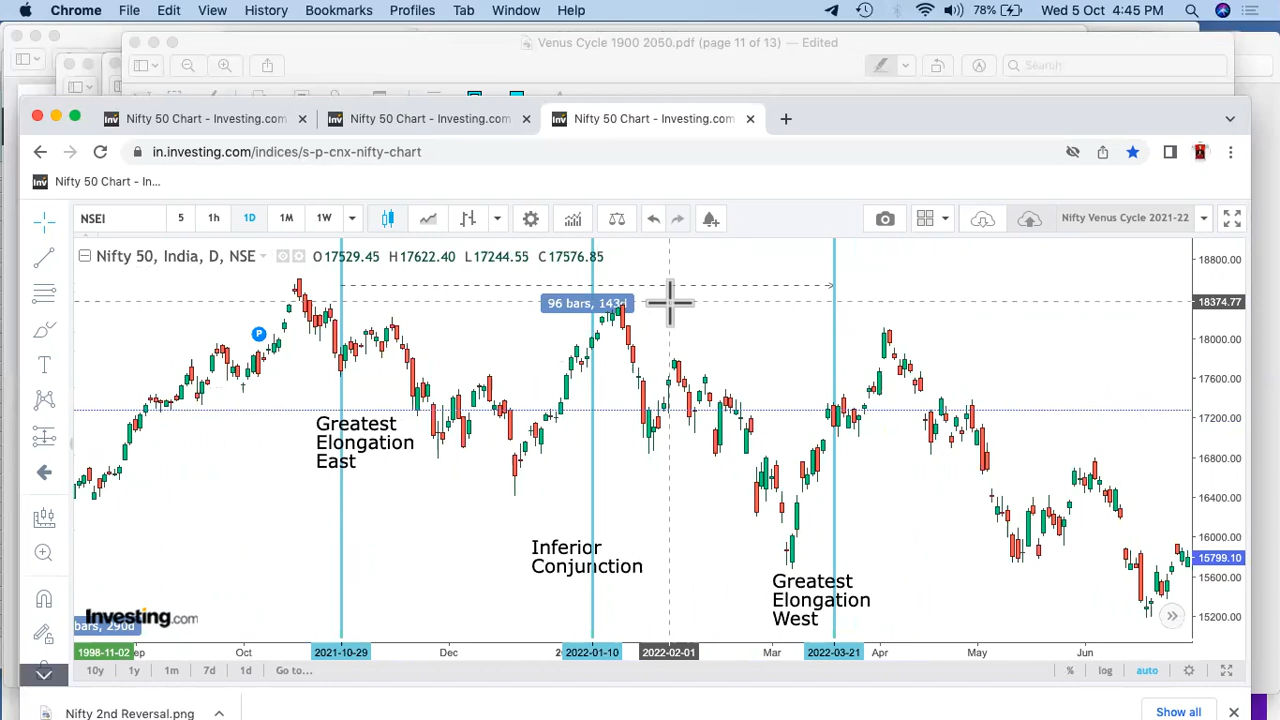 Chrome File Edit View History Bookmarks Profiles Tab Window Help 78% Wed 5 Oct 4:45 PM
Venus Cycle 1900 2050.pdf (page 11 of 13) — Edited
Search
Nifty 50 Chart - Investing.com Nifty 50 Chart - Investing.com Nifty 50 Chart - Investing.com
in.investing.com/indices/s-p-cnx-nifty-chart
Nifty 50 Chart - In...
NSEI 5 1h 1D 1M 1W Nifty Venus Cycle 2021-22
Nifty 50, India, D, NSE O17529.45 H17622.40 L17244.55 C17576.85
18800.00
96 bars, 143d
18374.77
P
18000.00
17600.00
17200.00
Greatest
Elongation
East
16800.00
16400.00
16000.00
Inferior
Conjunction
15799.10
Greatest
Elongation
West
15600.00
15200.00
Investing.com
bars, 290d
1998-11-02 ep Oct 2021-10-29 Dec 2022-01-10 2022-02-01 Mar 2022-03-21 Apr May Jun
10y 1y 1m 7d 1d Go to... % log auto
Nifty 2nd Reversal.png Show all